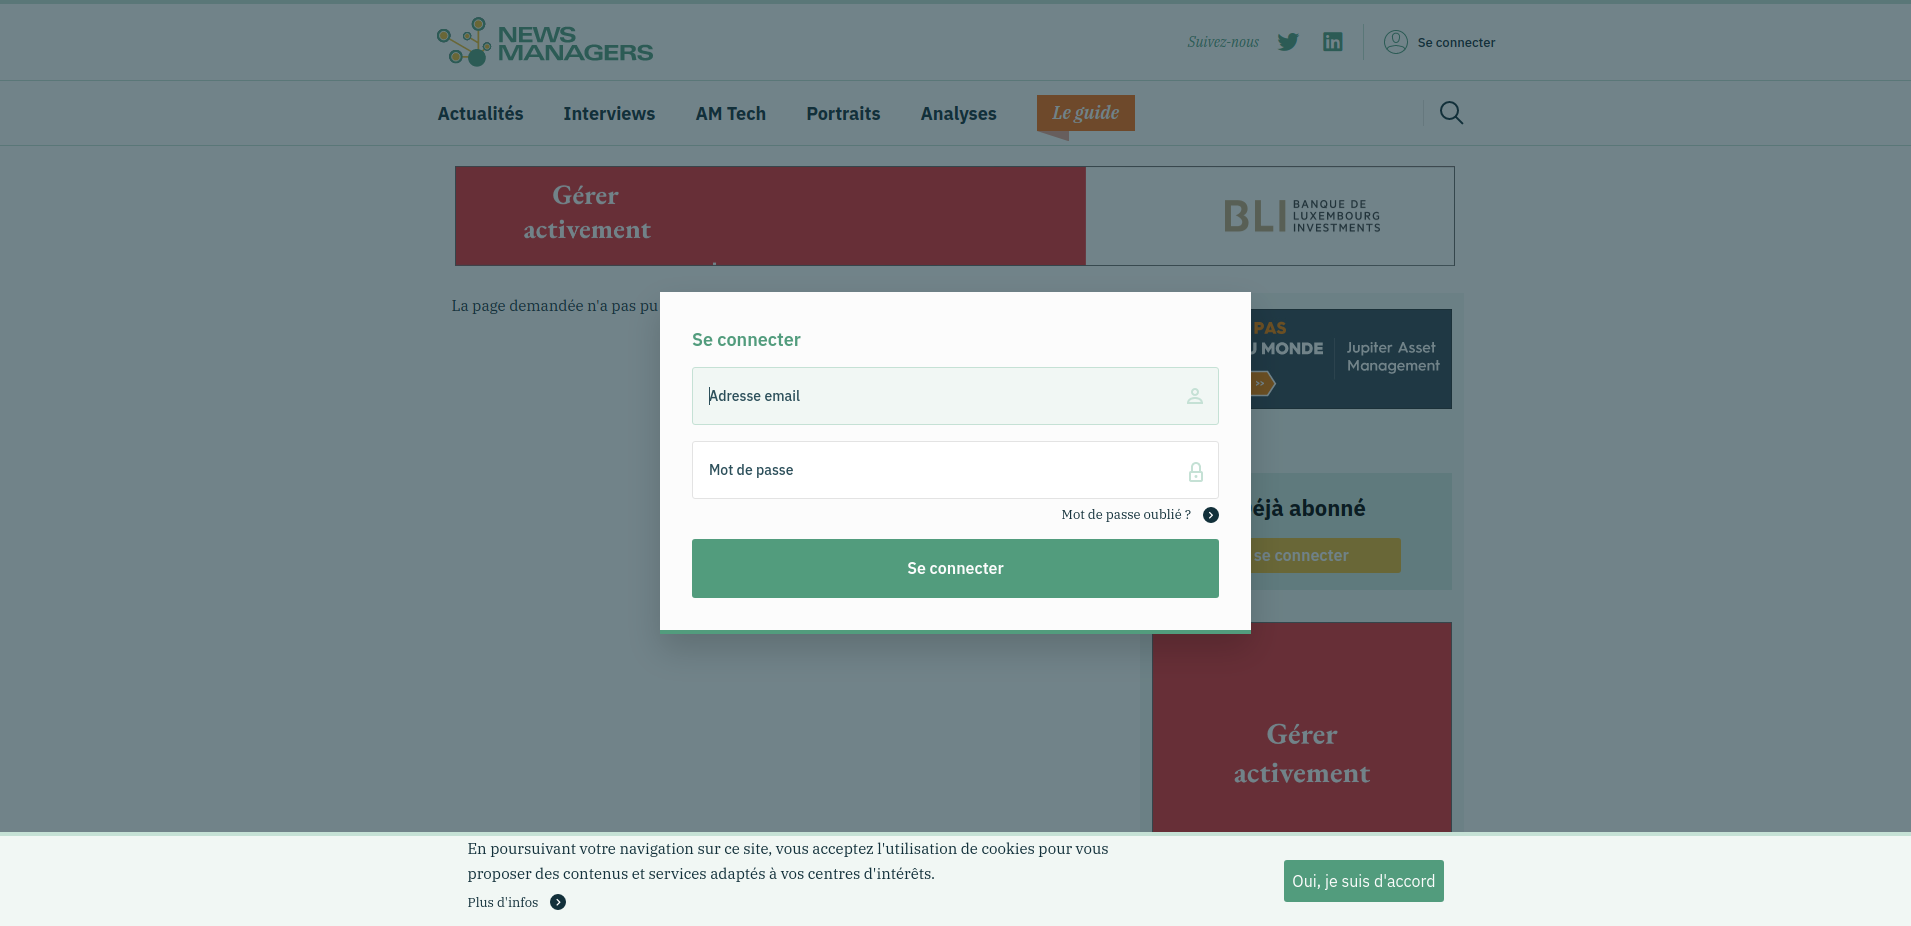 NEWS
MANAGERS
Suivez-nous
Se connecter
Actualités
Interviews
AM Tech
Portraits
Analyses
Le guide
Gérer
activement
BLI
BANQUE DE
LUXEMBOURG
INVESTMENTS
La page demandée n'a pas pu
PAS
MONDE
Jupiter Asset
Management
>>
Se connecter
Adresse email
Mot de passe
Mot de passe oublié ?
Se connecter
éjà abonné
se connecter
Gérer
activement
En poursuivant votre navigation sur ce site, vous acceptez l'utilisation de cookies pour vous
proposer des contenus et services adaptés à vos centres d'intérêts.
Plus d'infos
Oui, je suis d'accord